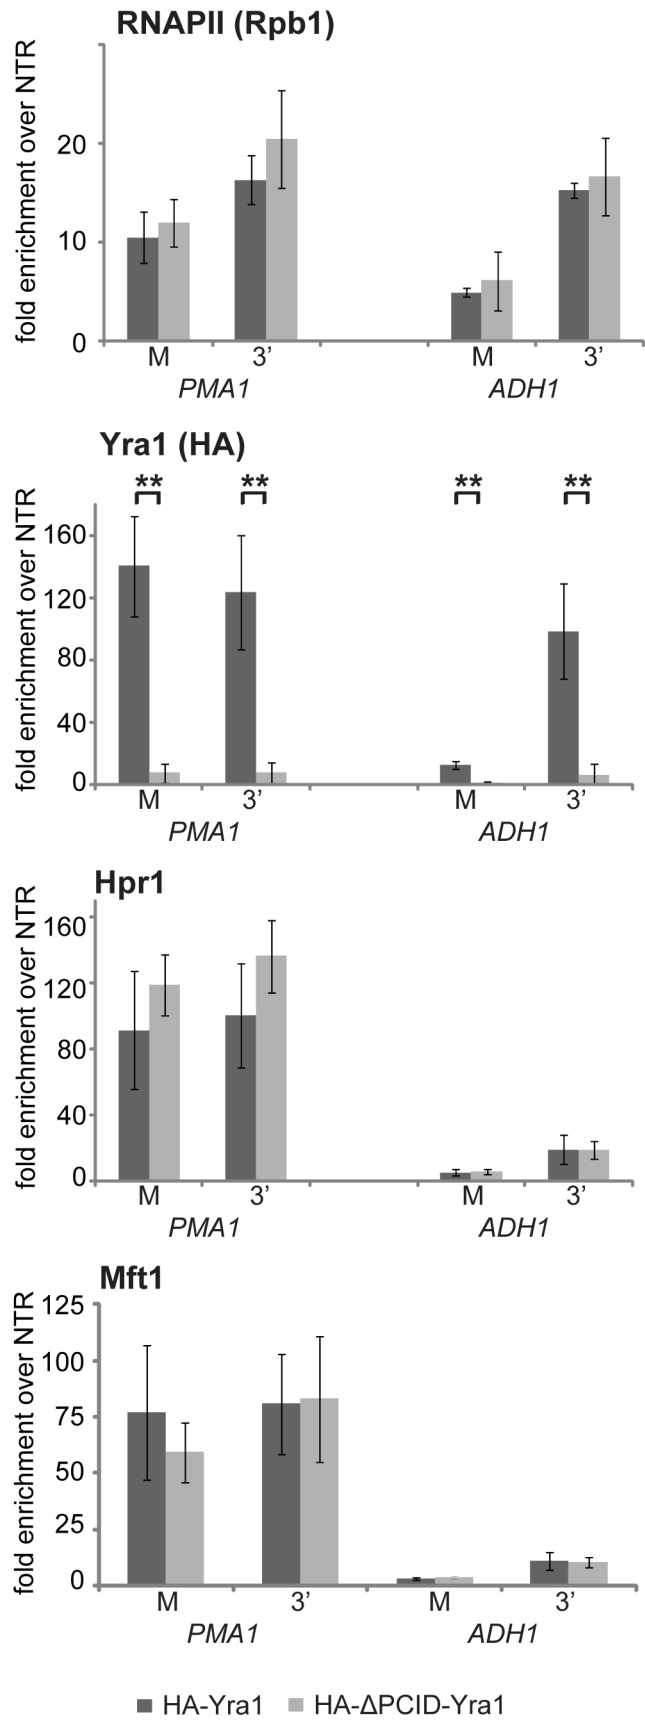 RNAPII (Rpb1)
fold enrichment over NTR
20
10
0
M 3’ M 3’
PMA1 ADH1
Yra1 (HA)
** ** ** **
fold enrichment over NTR
160
120
80
40
0
M 3’ M 3’
PMA1 ADH1
Hpr1
fold enrichment over NTR
160
120
80
40
0
M 3’ M 3’
PMA1 ADH1
Mft1
fold enrichment over NTR
125
100
75
50
25
0
M 3’ M 3’
PMA1 ADH1
HA-Yra1 HA-ΔPCID-Yra1